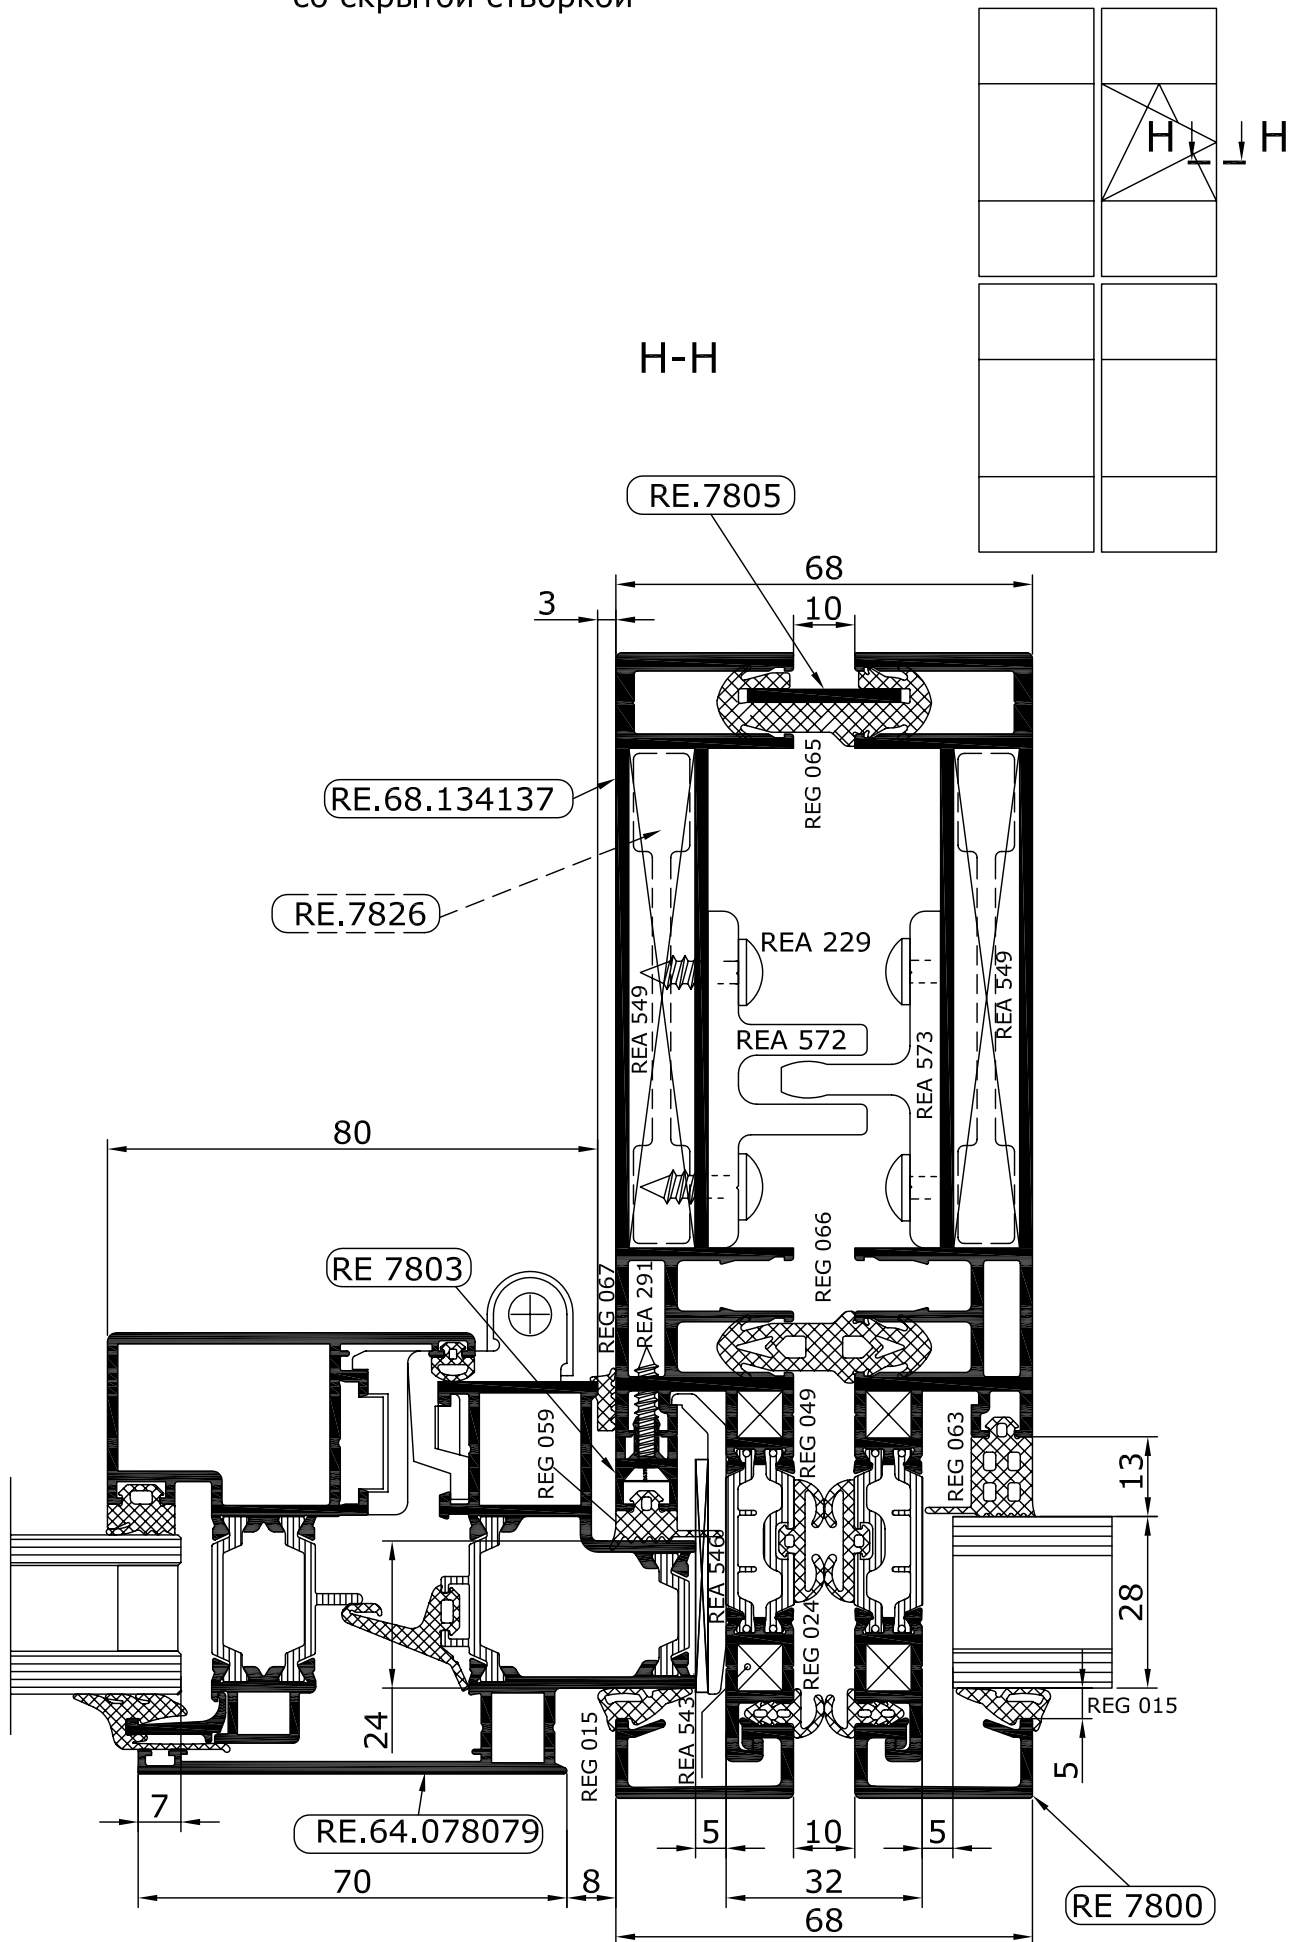 со скрытой створкой
H H
H-H
RE.7805
68
3
10
REG 065
RE.68.134137
RE.7826
REA 229
REA 549
REA 549
REA 572
REA 573
80
REG 066
RE 7803
REG 067
REA 291
REG 059
REG 049
REG 063
13
REA 546
28
REG 024
24
REG 015
REA 543
REG 015
5
7
RE.64.078079
5
10
5
70
8
32
RE 7800
68